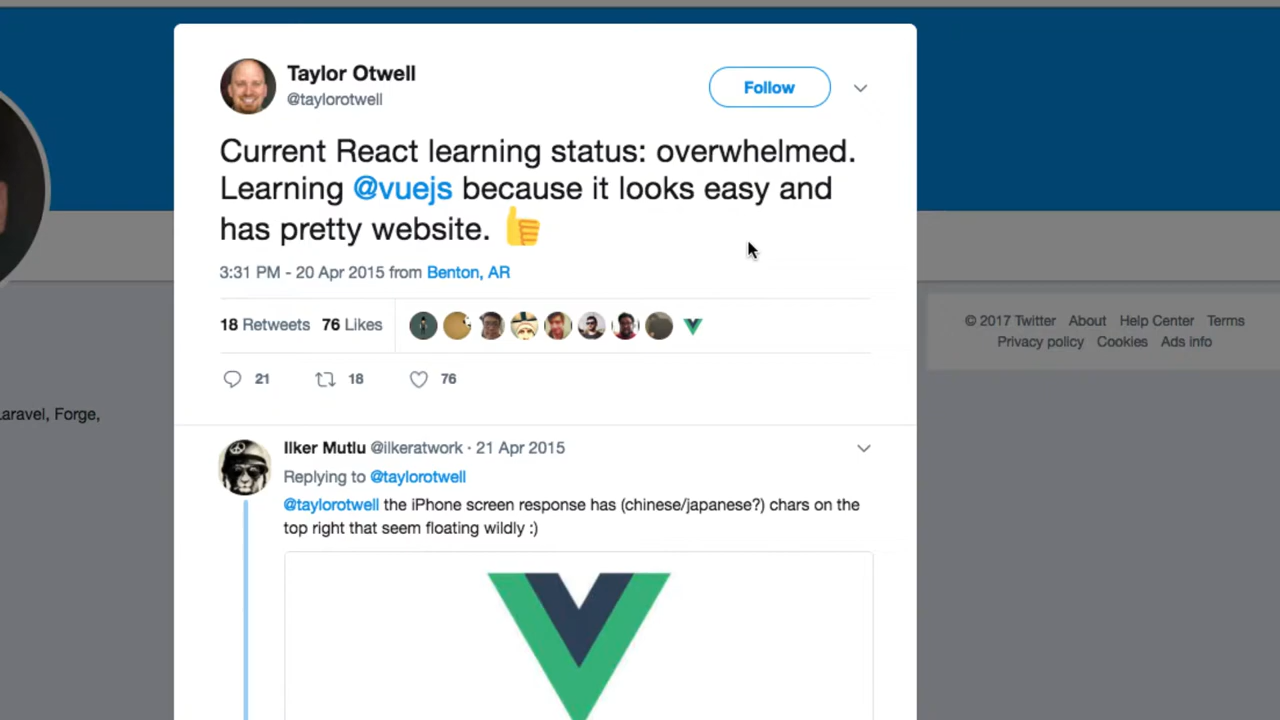 Taylor Otwell
@taylorotwell
Follow
Current React learning status: overwhelmed.
Learning @vuejs because it looks easy and
has pretty website. 👍
3:31 PM - 20 Apr 2015 from Benton, AR
18 Retweets 76 Likes
21 18 76
Ilker Mutlu @ilkeratwork · 21 Apr 2015
Replying to @taylorotwell
@taylorotwell the iPhone screen response has (chinese/japanese?) chars on the
top right that seem floating wildly :)
© 2017 Twitter About Help Center Terms
Privacy policy Cookies Ads info
Laravel, Forge,